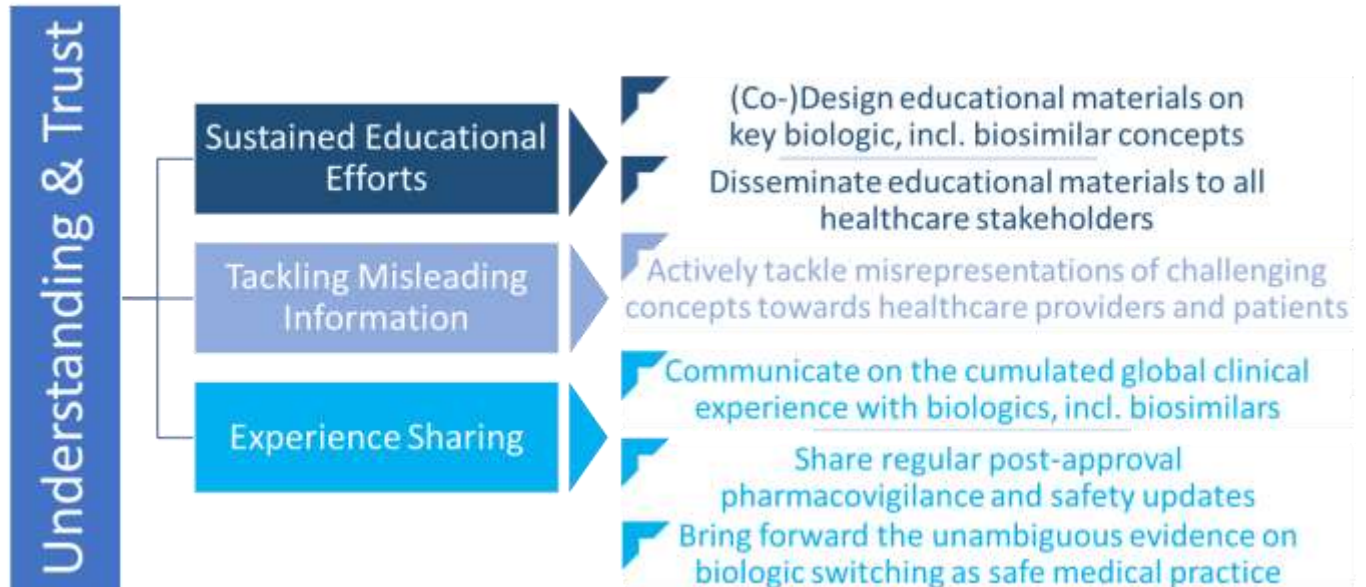 Understanding & Trust
Sustained Educational
Efforts
(Co-)Design educational materials on
key biologic, incl. biosimilar concepts
Disseminate educational materials to all
healthcare stakeholders
Tackling Misleading
Information
Actively tackle misrepresentations of challenging
concepts towards healthcare providers and patients
Experience Sharing
Communicate on the cumulated global clinical
experience with biologics, incl. biosimilars
Share regular post-approval
pharmacovigilance and safety updates
Bring forward the unambiguous evidence on
biologic switching as safe medical practice